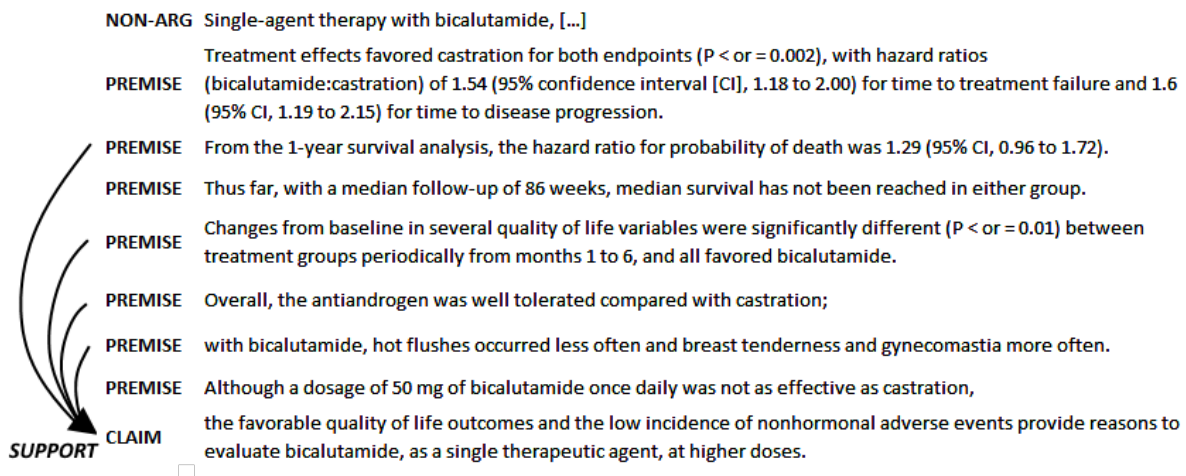 NON-ARG Single-agent therapy with bicalutamide, [...]
Treatment effects favored castration for both endpoints (P < or = 0.002), with hazard ratios
PREMISE (bicalutamide:castration) of 1.54 (95% confidence interval [CI], 1.18 to 2.00) for time to treatment failure and 1.6
(95% CI, 1.19 to 2.15) for time to disease progression.
PREMISE From the 1-year survival analysis, the hazard ratio for probability of death was 1.29 (95% CI, 0.96 to 1.72).
PREMISE Thus far, with a median follow-up of 86 weeks, median survival has not been reached in either group.
Changes from baseline in several quality of life variables were significantly different (P < or = 0.01) between
PREMISE
treatment groups periodically from months 1 to 6, and all favored bicalutamide.
PREMISE Overall, the antiandrogen was well tolerated compared with castration;
PREMISE with bicalutamide, hot flushes occurred less often and breast tenderness and gynecomastia more often.
PREMISE Although a dosage of 50 mg of bicalutamide once daily was not as effective as castration,
the favorable quality of life outcomes and the low incidence of nonhormonal adverse events provide reasons to
CLAIM
SUPPORT evaluate bicalutamide, as a single therapeutic agent, at higher doses.